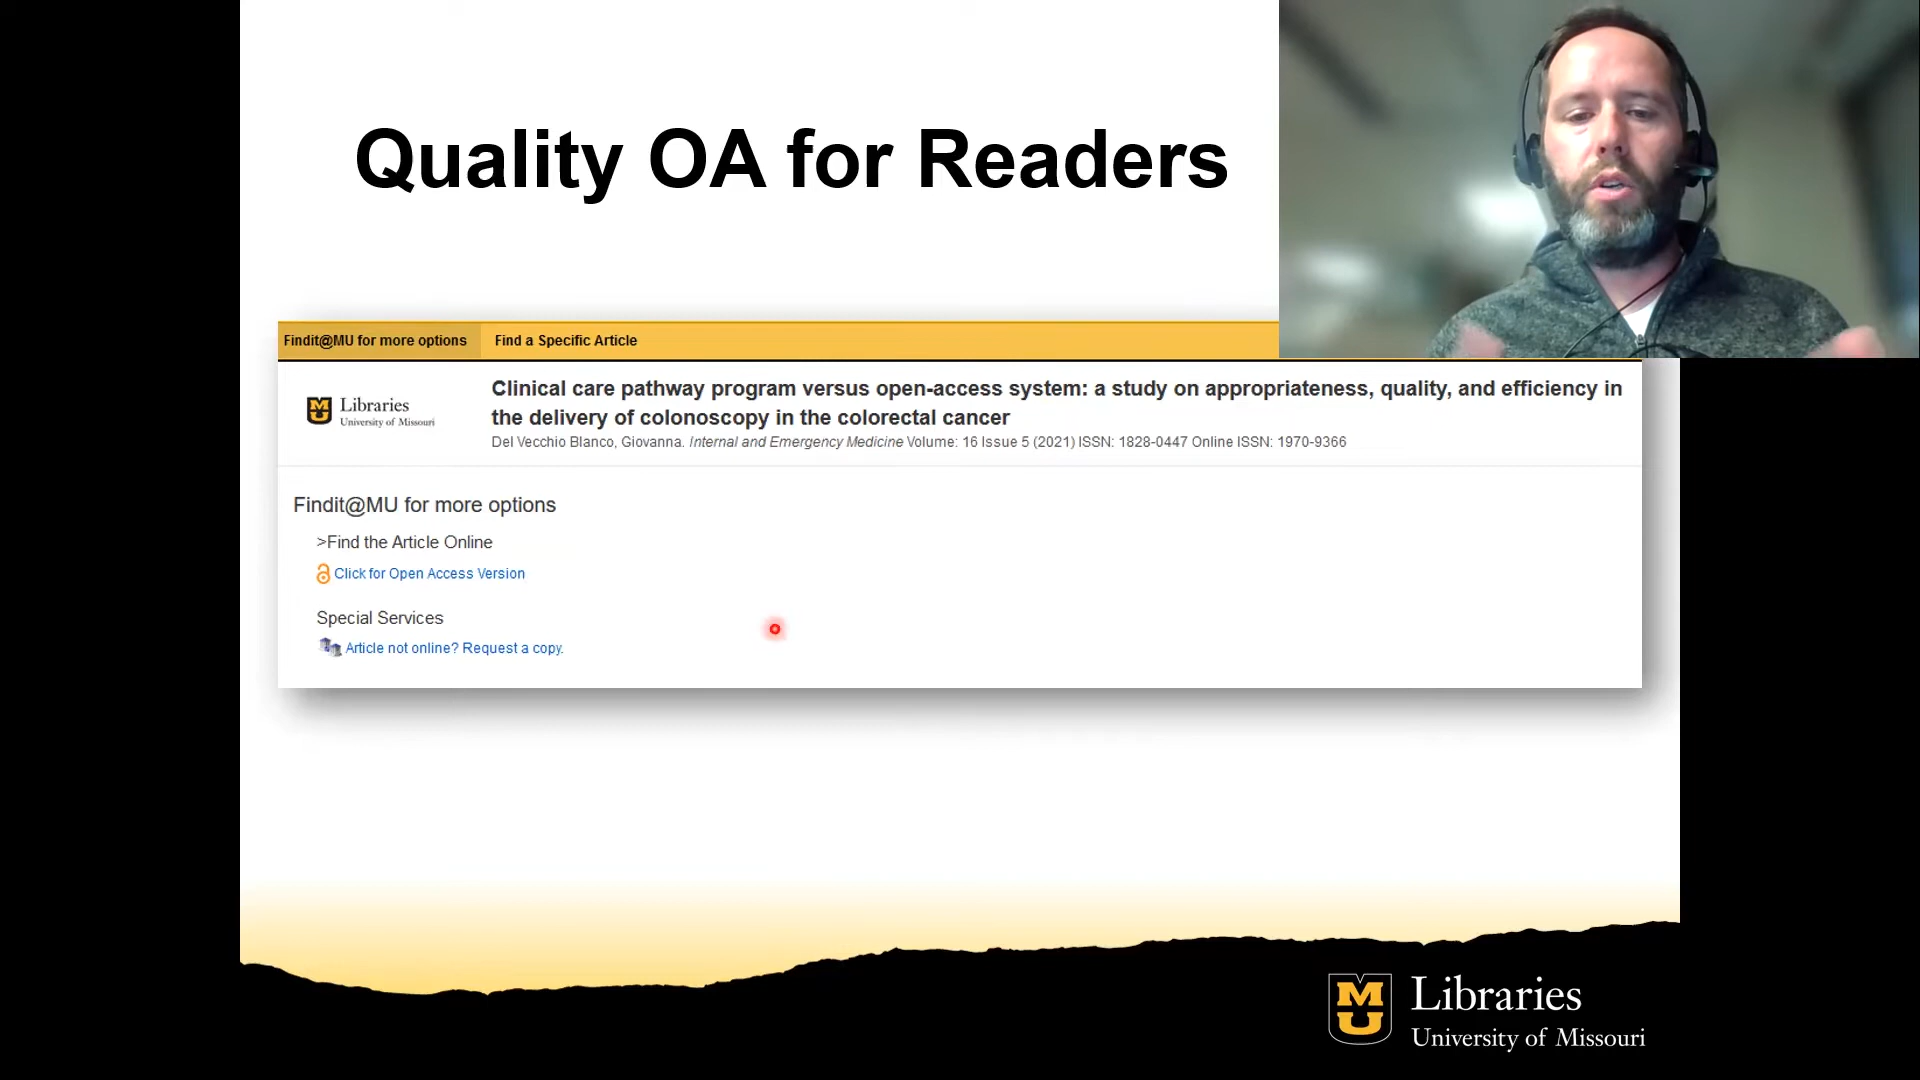 Quality OA for Readers
Findit@MU for more options
Find a Specific Article
Libraries
University of Missouri
Clinical care pathway program versus open-access system: a study on appropriateness, quality, and efficiency in
the delivery of colonoscopy in the colorectal cancer
Del Vecchio Blanco, Giovanna. Internal and Emergency Medicine Volume: 16 Issue 5 (2021) ISSN: 1828-0447 Online ISSN: 1970-9366
Findit@MU for more options
>Find the Article Online
Click for Open Access Version
Special Services
Article not online? Request a copy.
MU
Libraries
University of Missouri